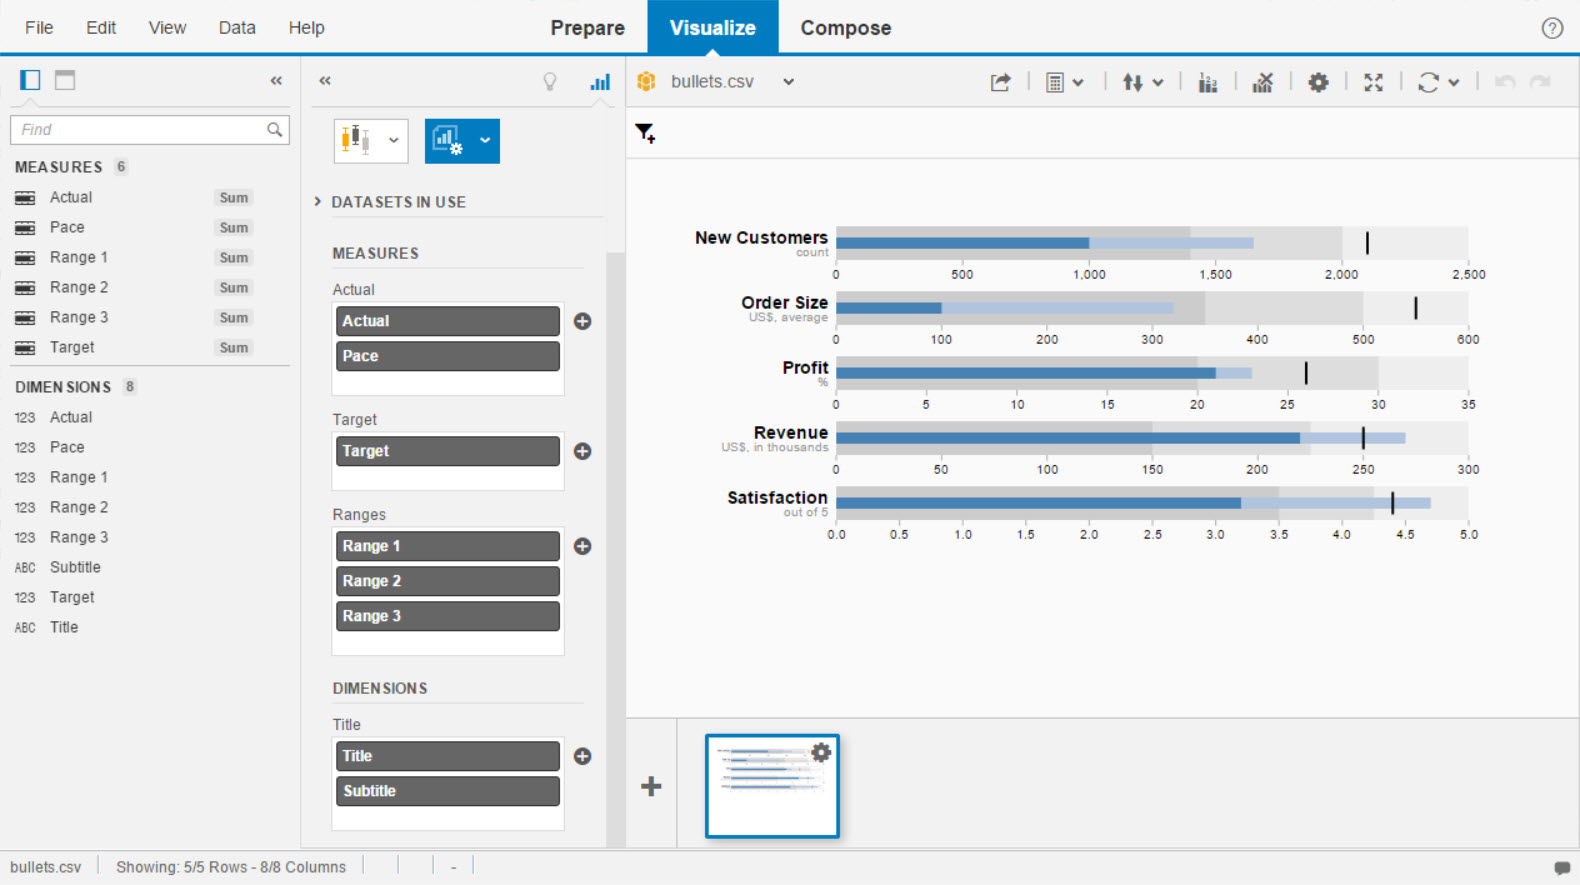 File Edit View Data Help Prepare Visualize Compose ?
bullets.csv
Find
MEASURES 6
Actual Sum
Pace Sum
Range 1 Sum
Range 2 Sum
Range 3 Sum
Target Sum
DIMENSIONS 8
123 Actual
123 Pace
123 Range 1
123 Range 2
123 Range 3
ABC Subtitle
123 Target
ABC Title
DATASETS IN USE
MEASURES
Actual
Actual
Pace
Target
Target
Ranges
Range 1
Range 2
Range 3
DIMENSIONS
Title
Title
Subtitle
New Customers
count
0 500 1,000 1,500 2,000 2,500
Order Size
US$, average
0 100 200 300 400 500 600
Profit
%
0 5 10 15 20 25 30 35
Revenue
US$, in thousands
0 50 100 150 200 250 300
Satisfaction
out of 5
0.0 0.5 1.0 1.5 2.0 2.5 3.0 3.5 4.0 4.5 5.0
bullets.csv Showing: 5/5 Rows - 8/8 Columns -